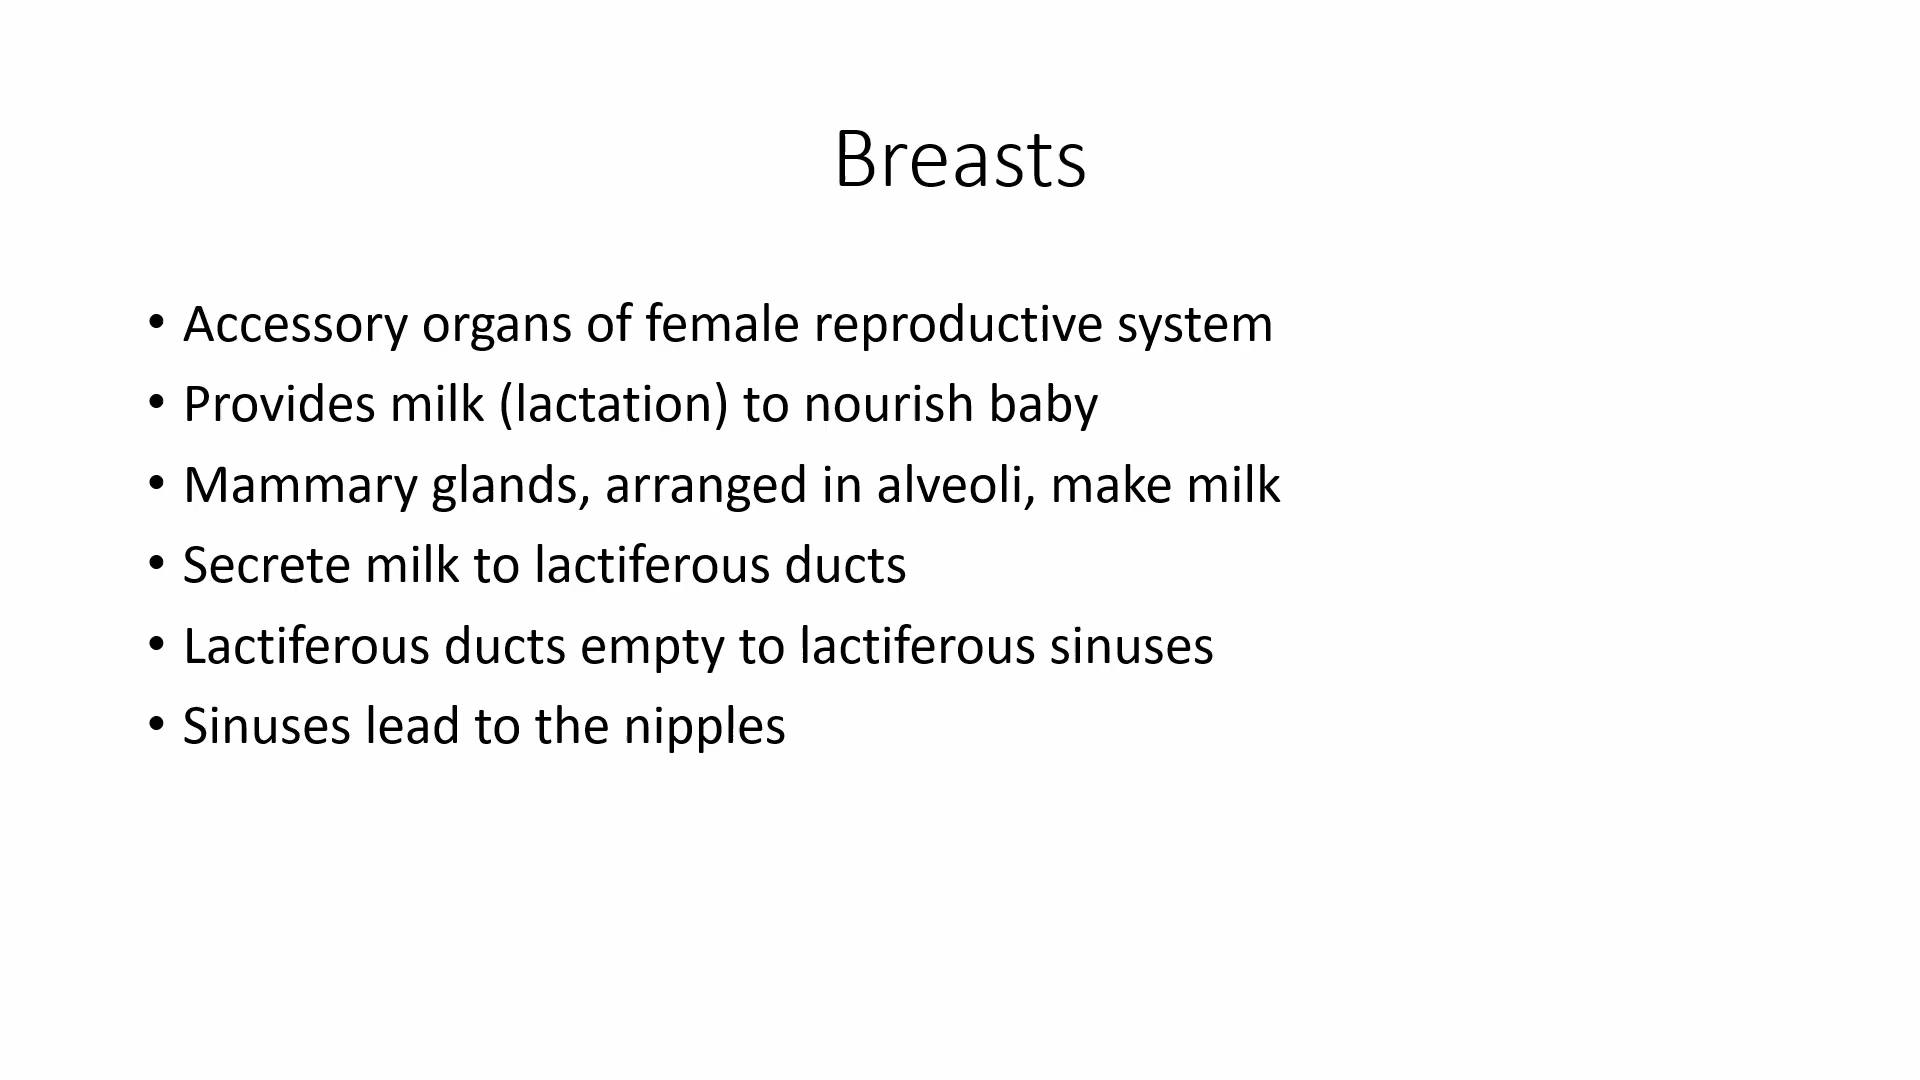 Breasts
• Accessory organs of female reproductive system
• Provides milk (lactation) to nourish baby
• Mammary glands, arranged in alveoli, make milk
• Secrete milk to lactiferous ducts
• Lactiferous ducts empty to lactiferous sinuses
• Sinuses lead to the nipples